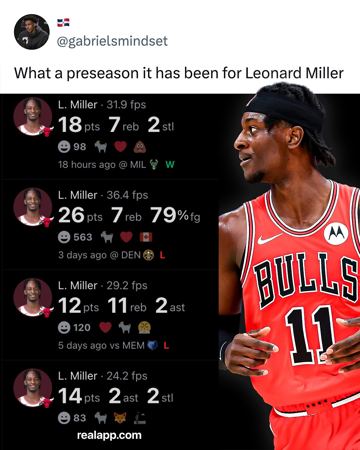 @gabrielsmindset
What a preseason it has been for Leonard Miller
L. Miller · 31.9 fps
18 pts 7 reb 2 stl
98
18 hours ago @ MIL W
L. Miller · 36.4 fps
26 pts 7 reb 79% fg
563
3 days ago @ DEN L
L. Miller · 29.2 fps
12 pts 11 reb 2 ast
120
5 days ago vs MEM L
L. Miller · 24.2 fps
14 pts 2 ast 2 stl
83
realapp.com
BULLS
11